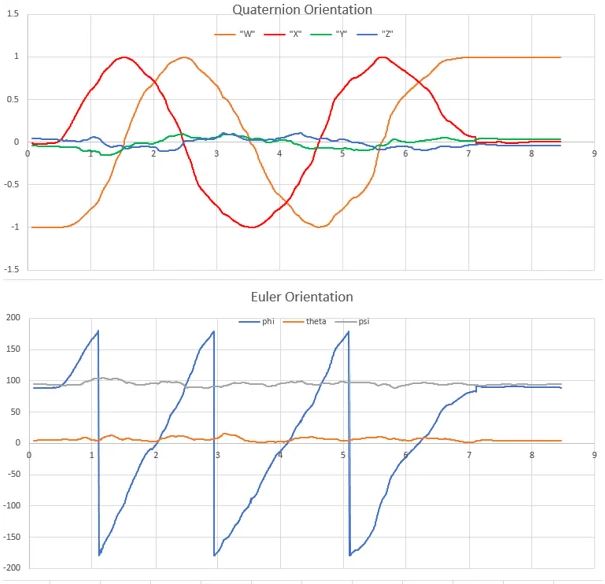 Quaternion Orientation
1.5
"W" "X" "Y" "Z"
1
0.5
0
0 1 2 3 4 5 6 7 8 9
-0.5
-1
-1.5
Euler Orientation
200
phi theta psi
150
100
50
0
0 1 2 3 4 5 6 7 8 9
-50
-100
-150
-200